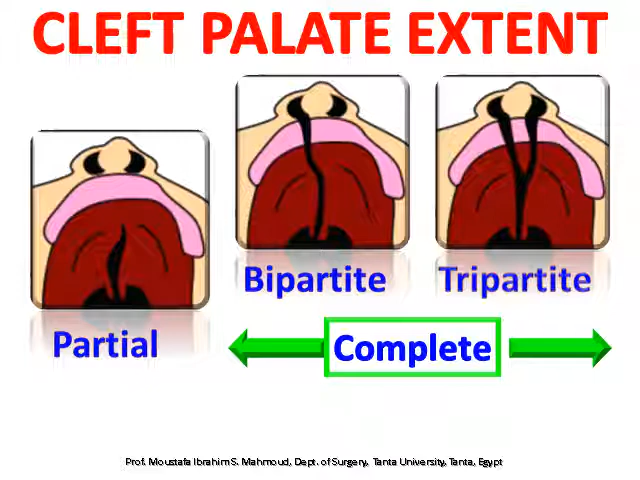 CLEFT PALATE EXTENT
Bipartite
Tripartite
Partial
Complete
Prof. Moustafa Ibrahim S. Mahmoud, Dept. of Surgery, Tanta University, Tanta, Egypt